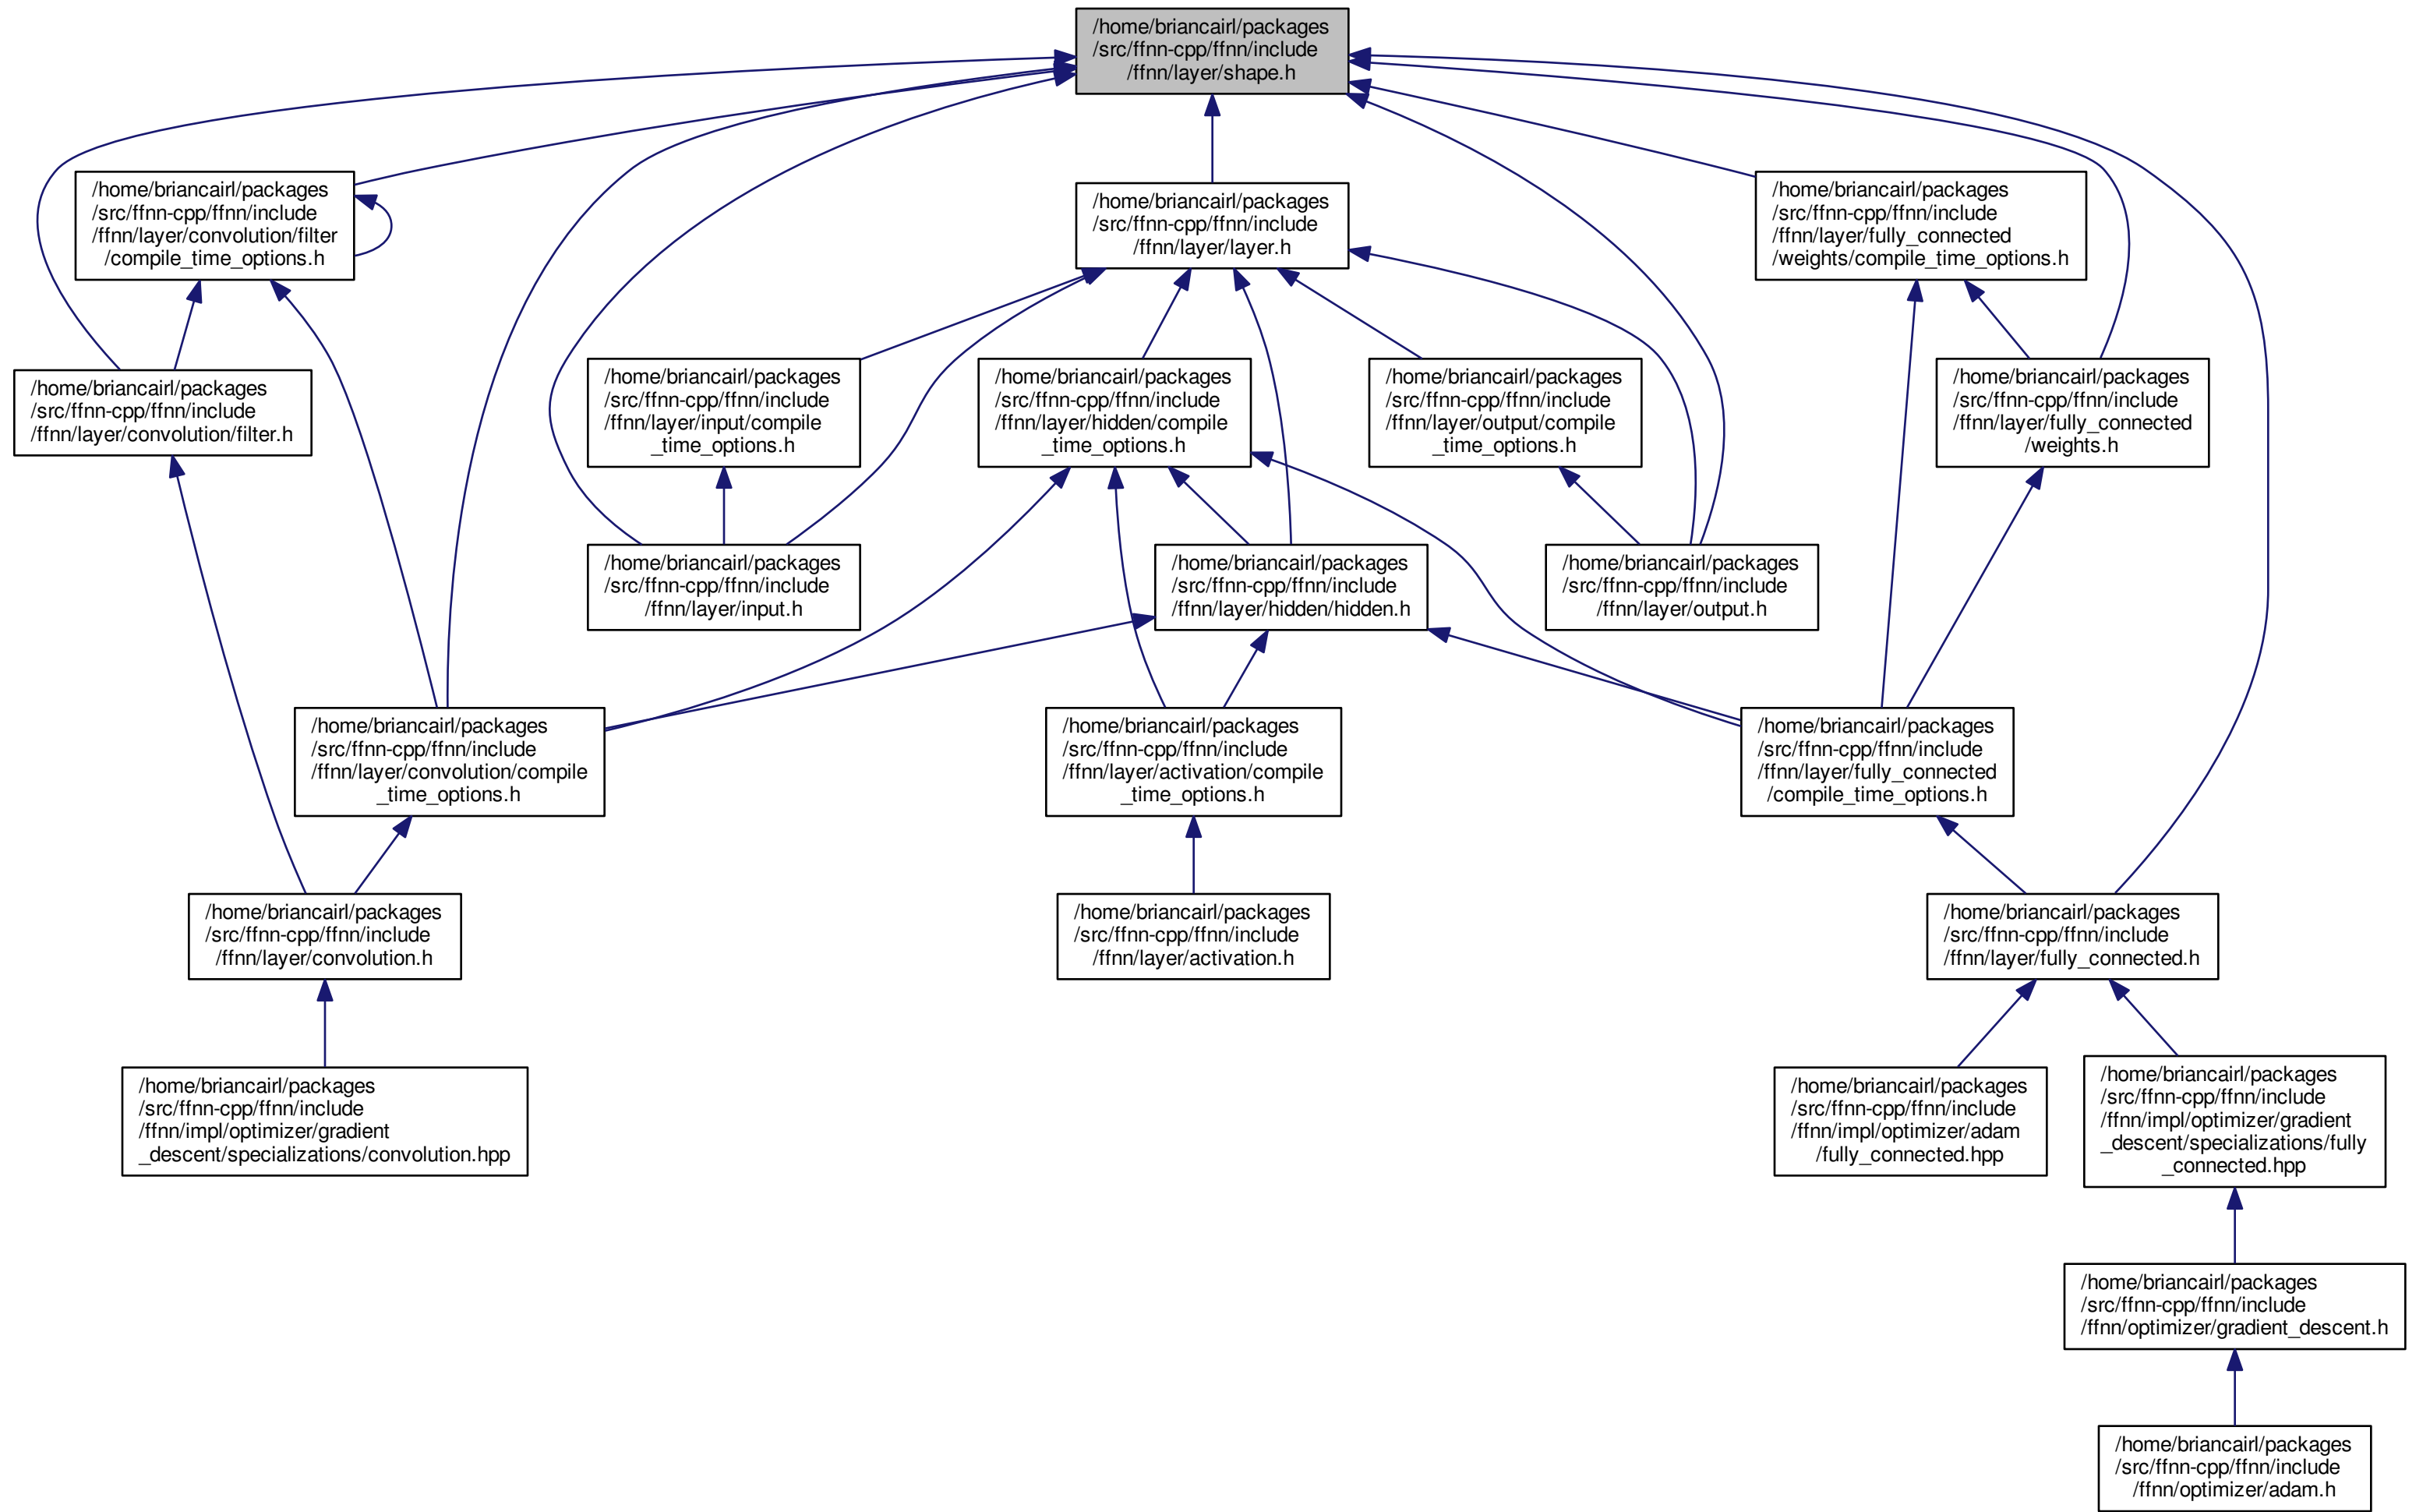 /home/briancairl/packages
/src/ffnn-cpp/ffnn/include
/ffnn/layer/shape.h
/home/briancairl/packages
/src/ffnn-cpp/ffnn/include
/ffnn/layer/convolution/filter
/compile_time_options.h
/home/briancairl/packages
/src/ffnn-cpp/ffnn/include
/ffnn/layer/layer.h
/home/briancairl/packages
/src/ffnn-cpp/ffnn/include
/ffnn/layer/fully_connected
/weights/compile_time_options.h
/home/briancairl/packages
/src/ffnn-cpp/ffnn/include
/ffnn/layer/convolution/filter.h
/home/briancairl/packages
/src/ffnn-cpp/ffnn/include
/ffnn/layer/input/compile
_time_options.h
/home/briancairl/packages
/src/ffnn-cpp/ffnn/include
/ffnn/layer/hidden/compile
_time_options.h
/home/briancairl/packages
/src/ffnn-cpp/ffnn/include
/ffnn/layer/output/compile
_time_options.h
/home/briancairl/packages
/src/ffnn-cpp/ffnn/include
/ffnn/layer/fully_connected
/weights.h
/home/briancairl/packages
/src/ffnn-cpp/ffnn/include
/ffnn/layer/input.h
/home/briancairl/packages
/src/ffnn-cpp/ffnn/include
/ffnn/layer/hidden/hidden.h
/home/briancairl/packages
/src/ffnn-cpp/ffnn/include
/ffnn/layer/output.h
/home/briancairl/packages
/src/ffnn-cpp/ffnn/include
/ffnn/layer/convolution/compile
_time_options.h
/home/briancairl/packages
/src/ffnn-cpp/ffnn/include
/ffnn/layer/activation/compile
_time_options.h
/home/briancairl/packages
/src/ffnn-cpp/ffnn/include
/ffnn/layer/fully_connected
/compile_time_options.h
/home/briancairl/packages
/src/ffnn-cpp/ffnn/include
/ffnn/layer/convolution.h
/home/briancairl/packages
/src/ffnn-cpp/ffnn/include
/ffnn/layer/activation.h
/home/briancairl/packages
/src/ffnn-cpp/ffnn/include
/ffnn/layer/fully_connected.h
/home/briancairl/packages
/src/ffnn-cpp/ffnn/include
/ffnn/impl/optimizer/gradient
_descent/specializations/convolution.hpp
/home/briancairl/packages
/src/ffnn-cpp/ffnn/include
/ffnn/impl/optimizer/adam
/fully_connected.hpp
/home/briancairl/packages
/src/ffnn-cpp/ffnn/include
/ffnn/impl/optimizer/gradient
_descent/specializations/fully
_connected.hpp
/home/briancairl/packages
/src/ffnn-cpp/ffnn/include
/ffnn/optimizer/gradient_descent.h
/home/briancairl/packages
/src/ffnn-cpp/ffnn/include
/ffnn/optimizer/adam.h